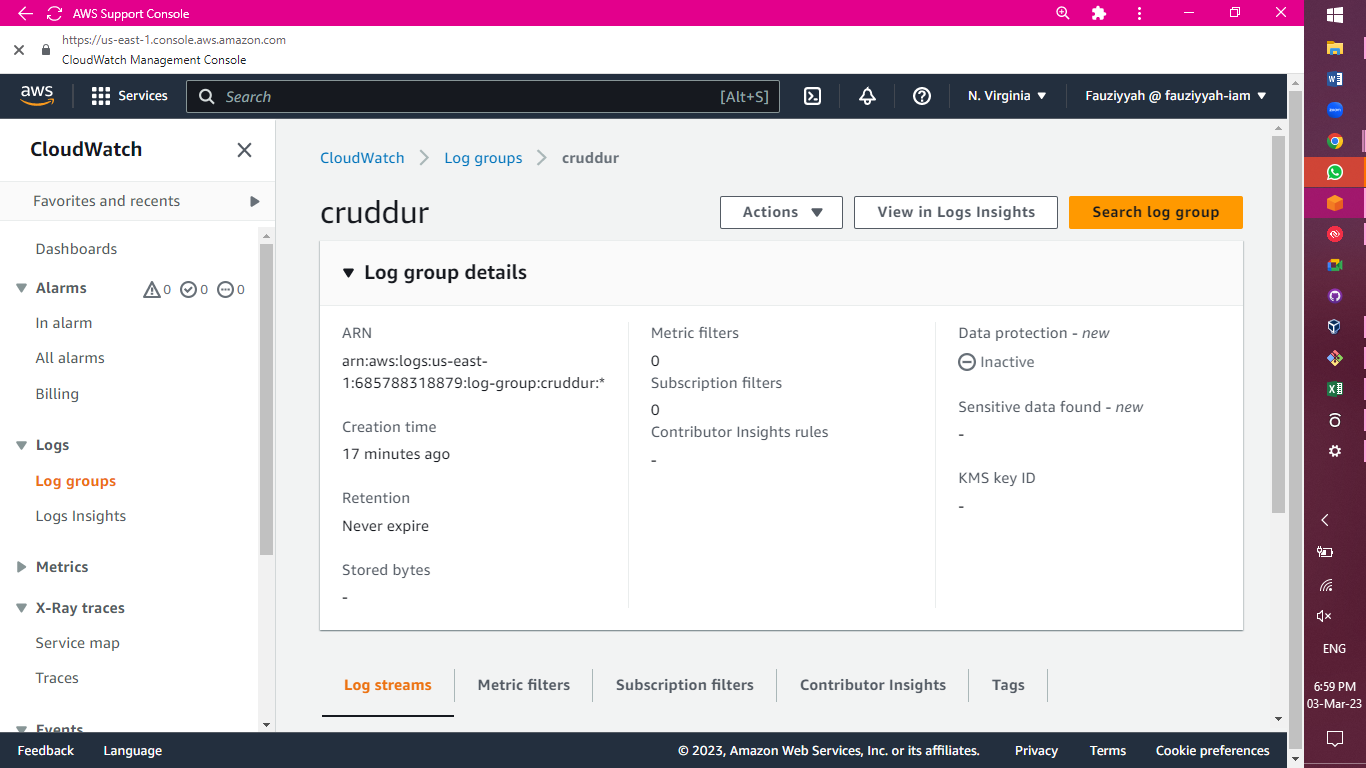 AWS Support Console
https://us-east-1.console.aws.amazon.com
CloudWatch Management Console
aws
Services
Search
[Alt+S]
N. Virginia
Fauziyyah @ fauziyyah-iam
CloudWatch
Favorites and recents
Dashboards
Alarms
0
0
0
In alarm
All alarms
Billing
Logs
Log groups
Logs Insights
Metrics
X-Ray traces
Service map
Traces
Events
CloudWatch
Log groups
cruddur
cruddur
Actions
View in Logs Insights
Search log group
Log group details
ARN
arn:aws:logs:us-east-
1:685788318879:log-group:cruddur:*
Creation time
17 minutes ago
Retention
Never expire
Stored bytes
-
Metric filters
0
Subscription filters
0
Contributor Insights rules
-
Data protection - new
Inactive
Sensitive data found - new
-
KMS key ID
-
Log streams
Metric filters
Subscription filters
Contributor Insights
Tags
Feedback
Language
© 2023, Amazon Web Services, Inc. or its affiliates.
Privacy
Terms
Cookie preferences
ENG
6:59 PM
03-Mar-23